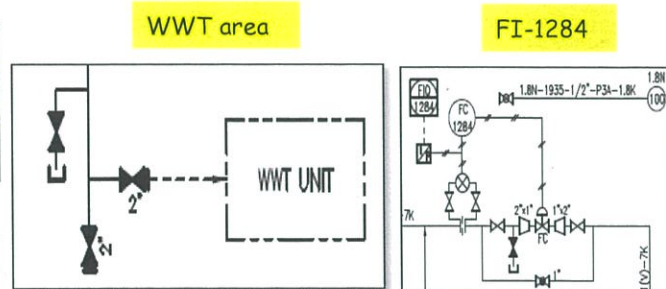 WWT area
FI-1284
WWT UNIT
2"
2"
FIQ
1284
FC
1284
1.8N-1935-1/2"-P3A-1.8K
1.8N
100
-7K
2"x1"
1"x2"
FC
1"
(V)-7K